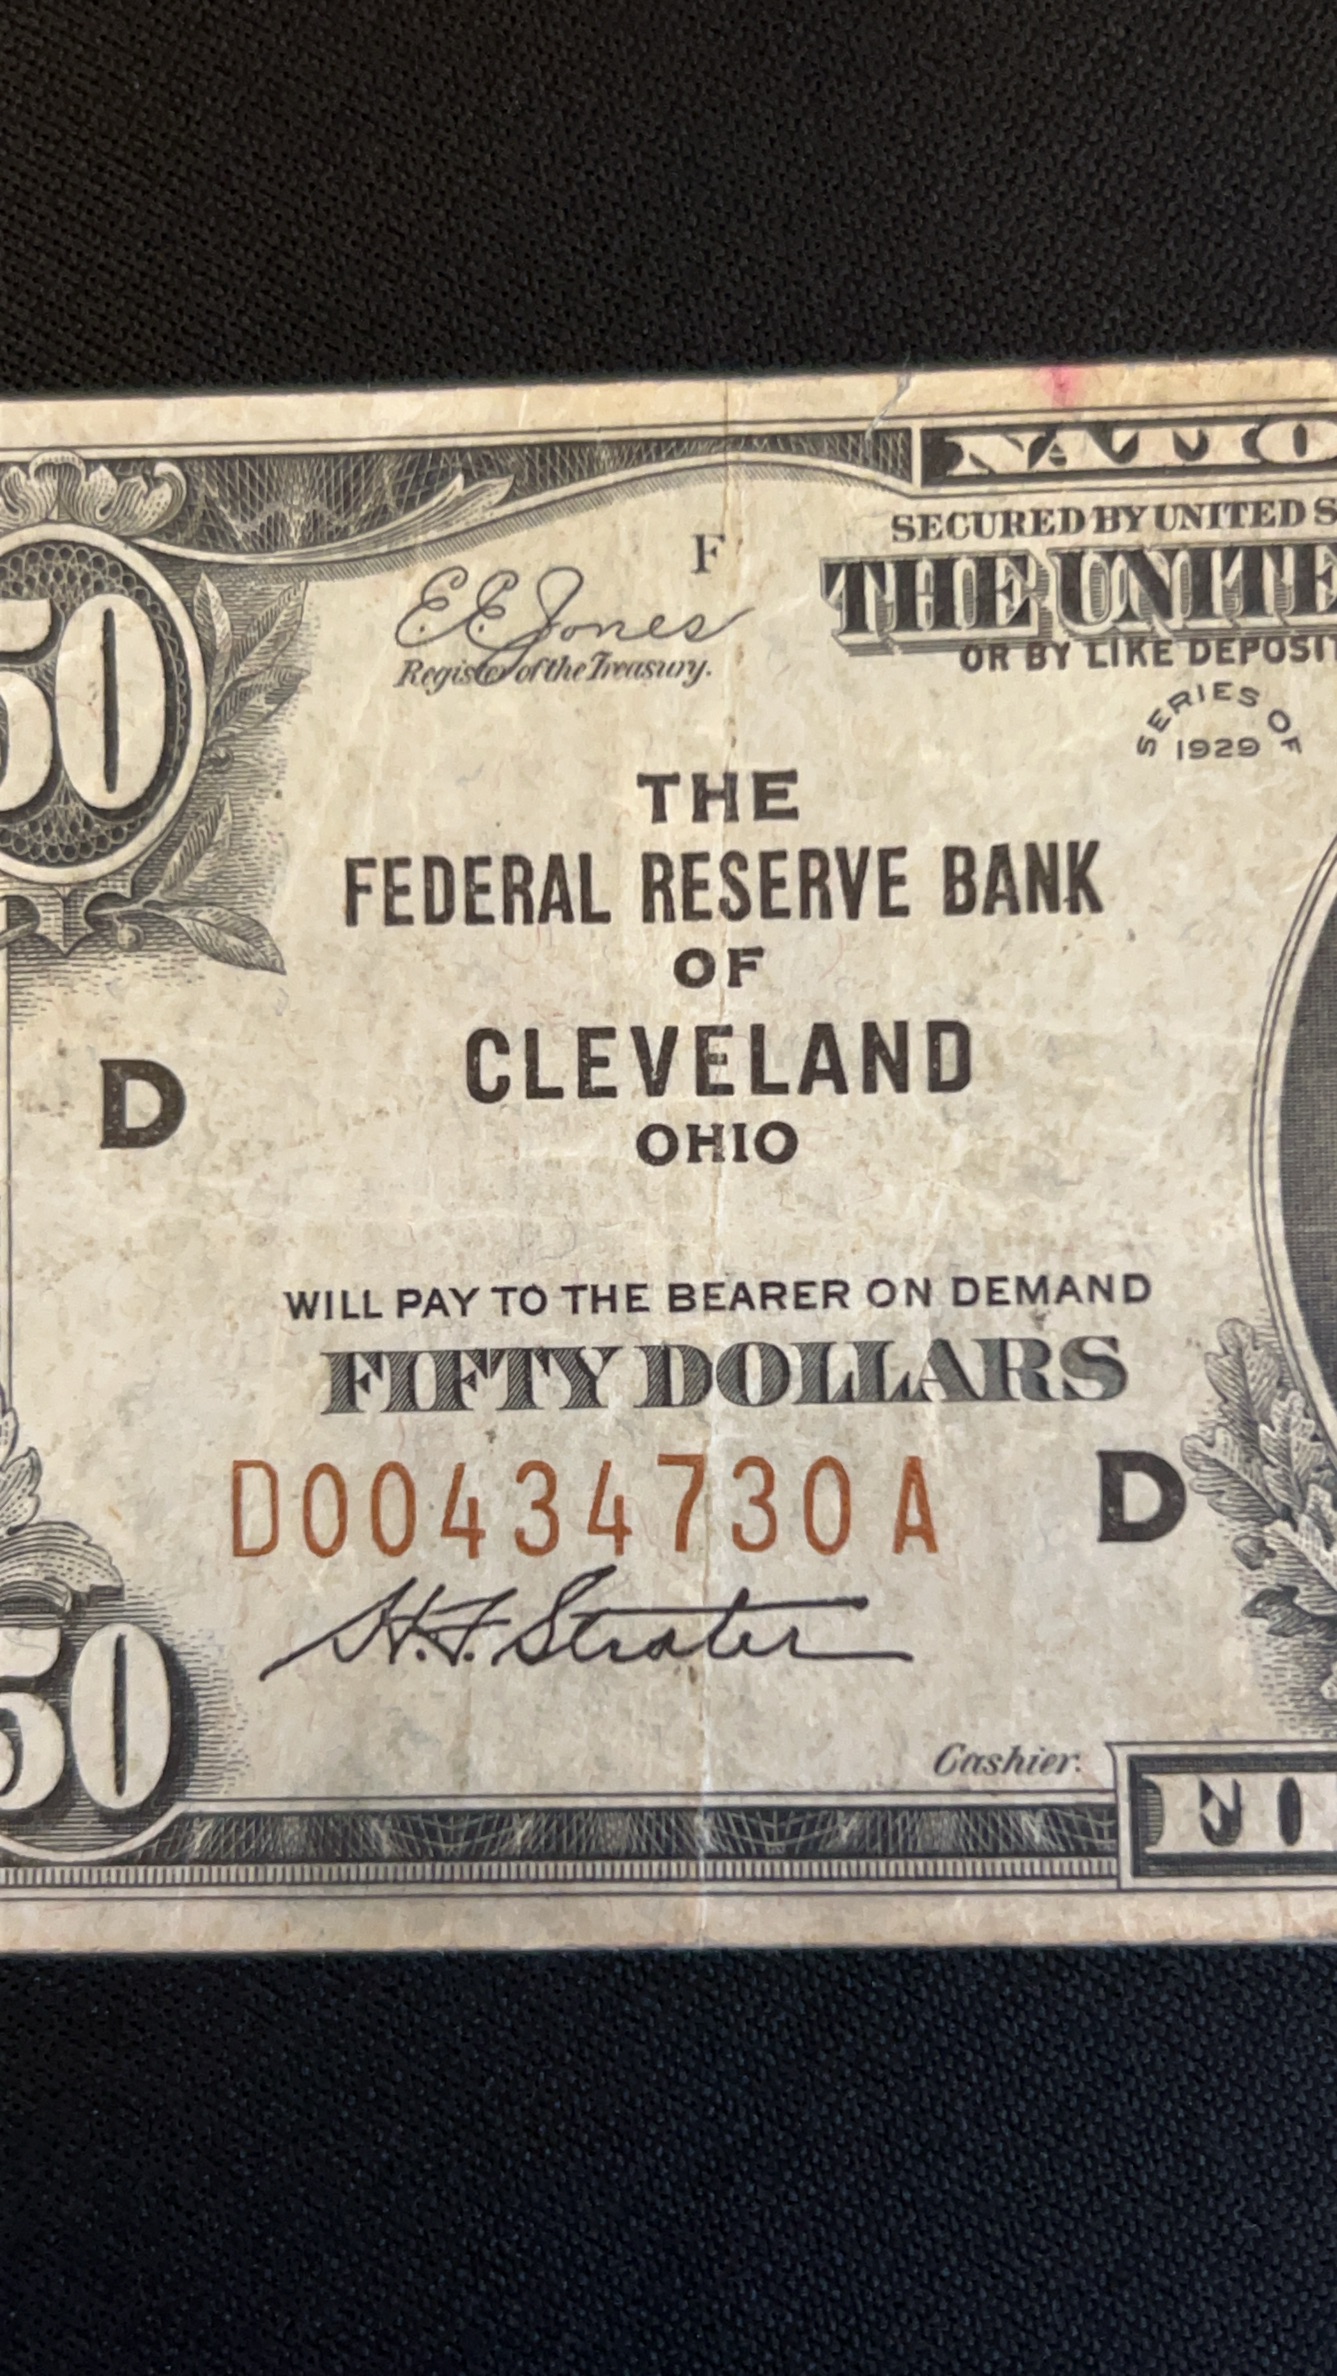 50
NATIO
F
SECURED BY UNITED S
E.E. Jones
THE UNITE
Register of the Treasury.
OR BY LIKE DEPOSIT
SERIES OF
1929
THE
FEDERAL RESERVE BANK
OF
CLEVELAND
D
OHIO
WILL PAY TO THE BEARER ON DEMAND
FIFTY DOLLARS
D00434730A
D
H.F. Strater
50
Cashier.
FI